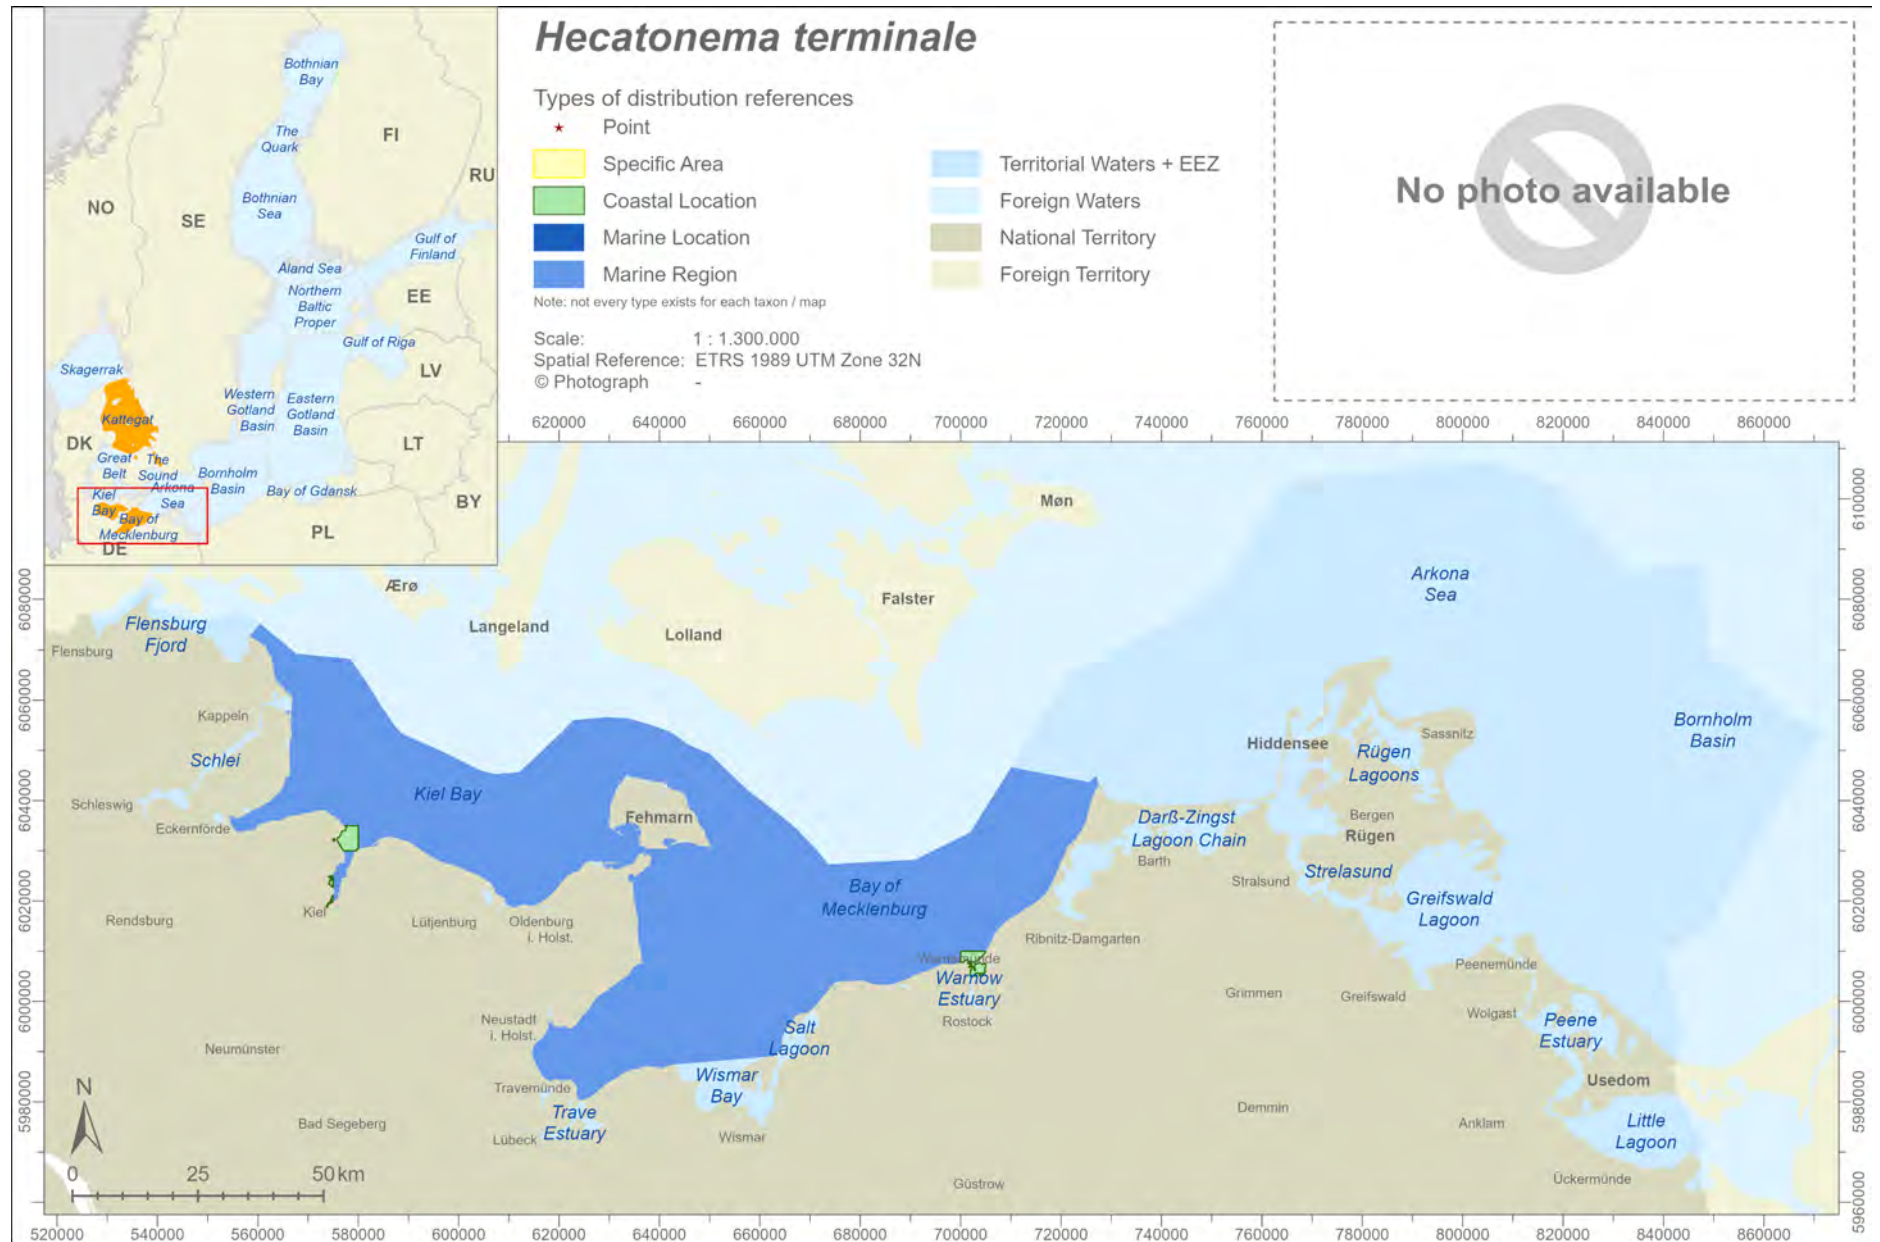 Hecatonema terminale
Types of distribution references
Point
Specific Area
Coastal Location
Marine Location
Marine Region
Territorial Waters + EEZ
Foreign Waters
National Territory
Foreign Territory
Note: not every type exists for each taxon / map
Scale: 1 : 1.300.000
Spatial Reference: ETRS 1989 UTM Zone 32N
© Photograph -
No photo available
Bothnian
Bay
The
Quark
FI
RU
NO
SE
Bothnian
Sea
Gulf of
Finland
Åland Sea
Northern
Baltic
Proper
EE
Gulf of Riga
Skagerrak
LV
Western
Gotland
Basin
Eastern
Gotland
Basin
Kattegat
DK
LT
Great
Belt
The
Sound
Bornholm
Basin
Arkona
Sea
Bay of Gdansk
Kiel
Bay
Bay of
Mecklenburg
BY
PL
DE
620000 640000 660000 680000 700000 720000 740000 760000 780000 800000 820000 840000 860000
6100000
6080000
6060000
6040000
6020000
6000000
5980000
5960000
6080000
6060000
6040000
6020000
6000000
5980000
Møn
Ærø
Langeland
Lolland
Falster
Arkona
Sea
Flensburg
Fjord
Flensburg
Kappeln
Schlei
Schleswig
Eckernförde
Kiel Bay
Fehmarn
Hiddensee
Sassnitz
Rügen
Lagoons
Bornholm
Basin
Bergen
Rügen
Darß-Zingst
Lagoon Chain
Barth
Stralsund
Strelasund
Greifswald
Lagoon
Bay of
Mecklenburg
Kiel
Rendsburg
Lütjenburg
Oldenburg
i. Holst.
Ribnitz-Damgarten
Warnemünde
Warnow
Estuary
Rostock
Peenemünde
Grimmen
Greifswald
Wolgast
Peene
Estuary
Neustadt
i. Holst.
Salt
Lagoon
Neumünster
Usedom
Travemünde
Wismar
Bay
Trave
Estuary
Demmin
Anklam
Little
Lagoon
Bad Segeberg
Lübeck
Wismar
Güstrow
Ückermünde
N
0 25 50 km
520000 540000 560000 580000 600000 620000 640000 660000 680000 700000 720000 740000 760000 780000 800000 820000 840000 860000